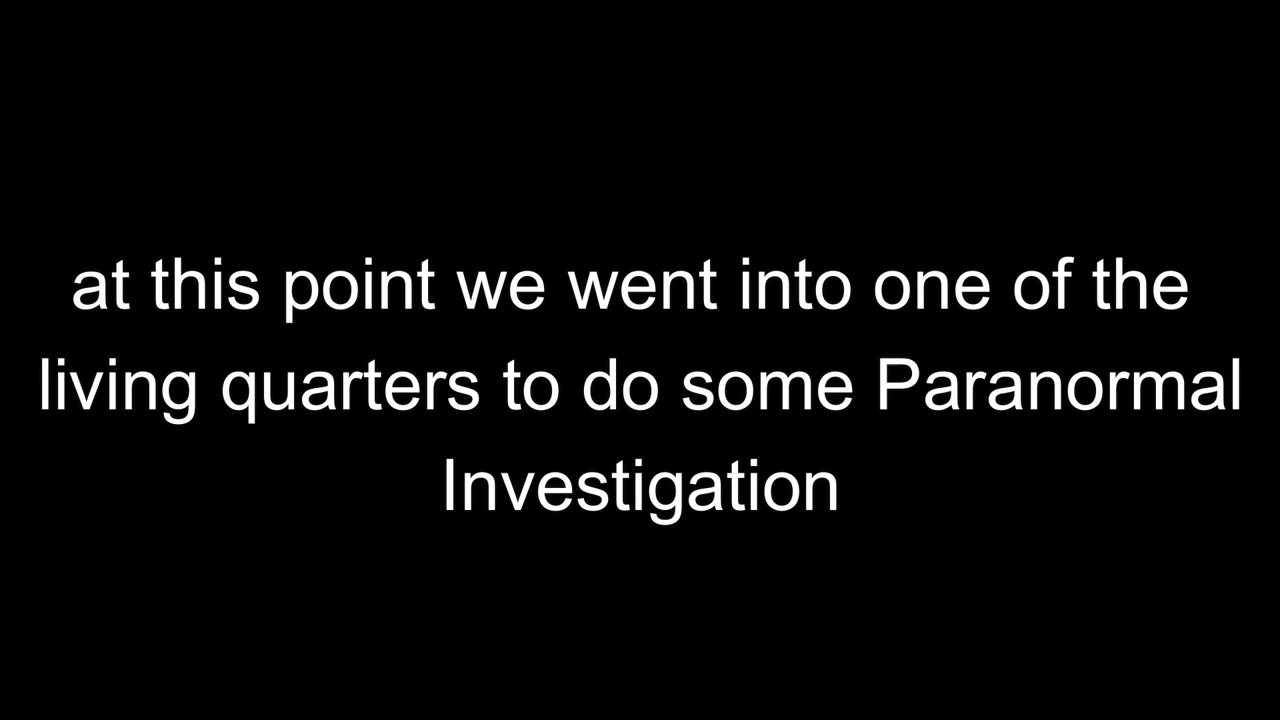 at this point we went into one of the
living quarters to do some Paranormal
Investigation